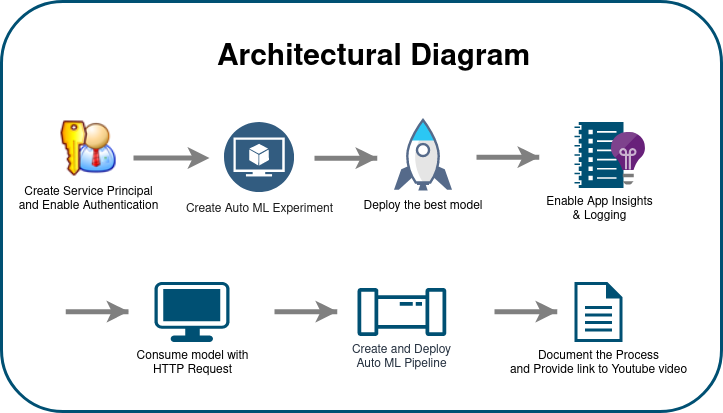 Architectural Diagram
Create Service Principal
and Enable Authentication
Create Auto ML Experiment
Deploy the best model
Enable App Insights
& Logging
Consume model with
HTTP Request
Create and Deploy
Auto ML Pipeline
Document the Process
and Provide link to Youtube video